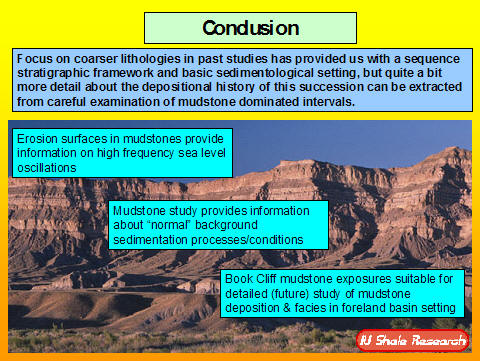 Condusion
Focus on coarser lithologies in past studies has provided us with a sequence
stratigraphic framework and basic sedimentological setting, but quite a bit
more detail about the depositional history of this succession can be extracted
from careful examination of mudstone dominated intervals.
Erosion surfaces in mudstones provide
information on high frequency sea level
oscillations
Mudstone study provides information
about “normal” background
sedimentation processes/conditions
Book Cliff mudstone exposures suitable for
detailed (future) study of mudstone
deposition & facies in foreland basin setting
IU Shale Research